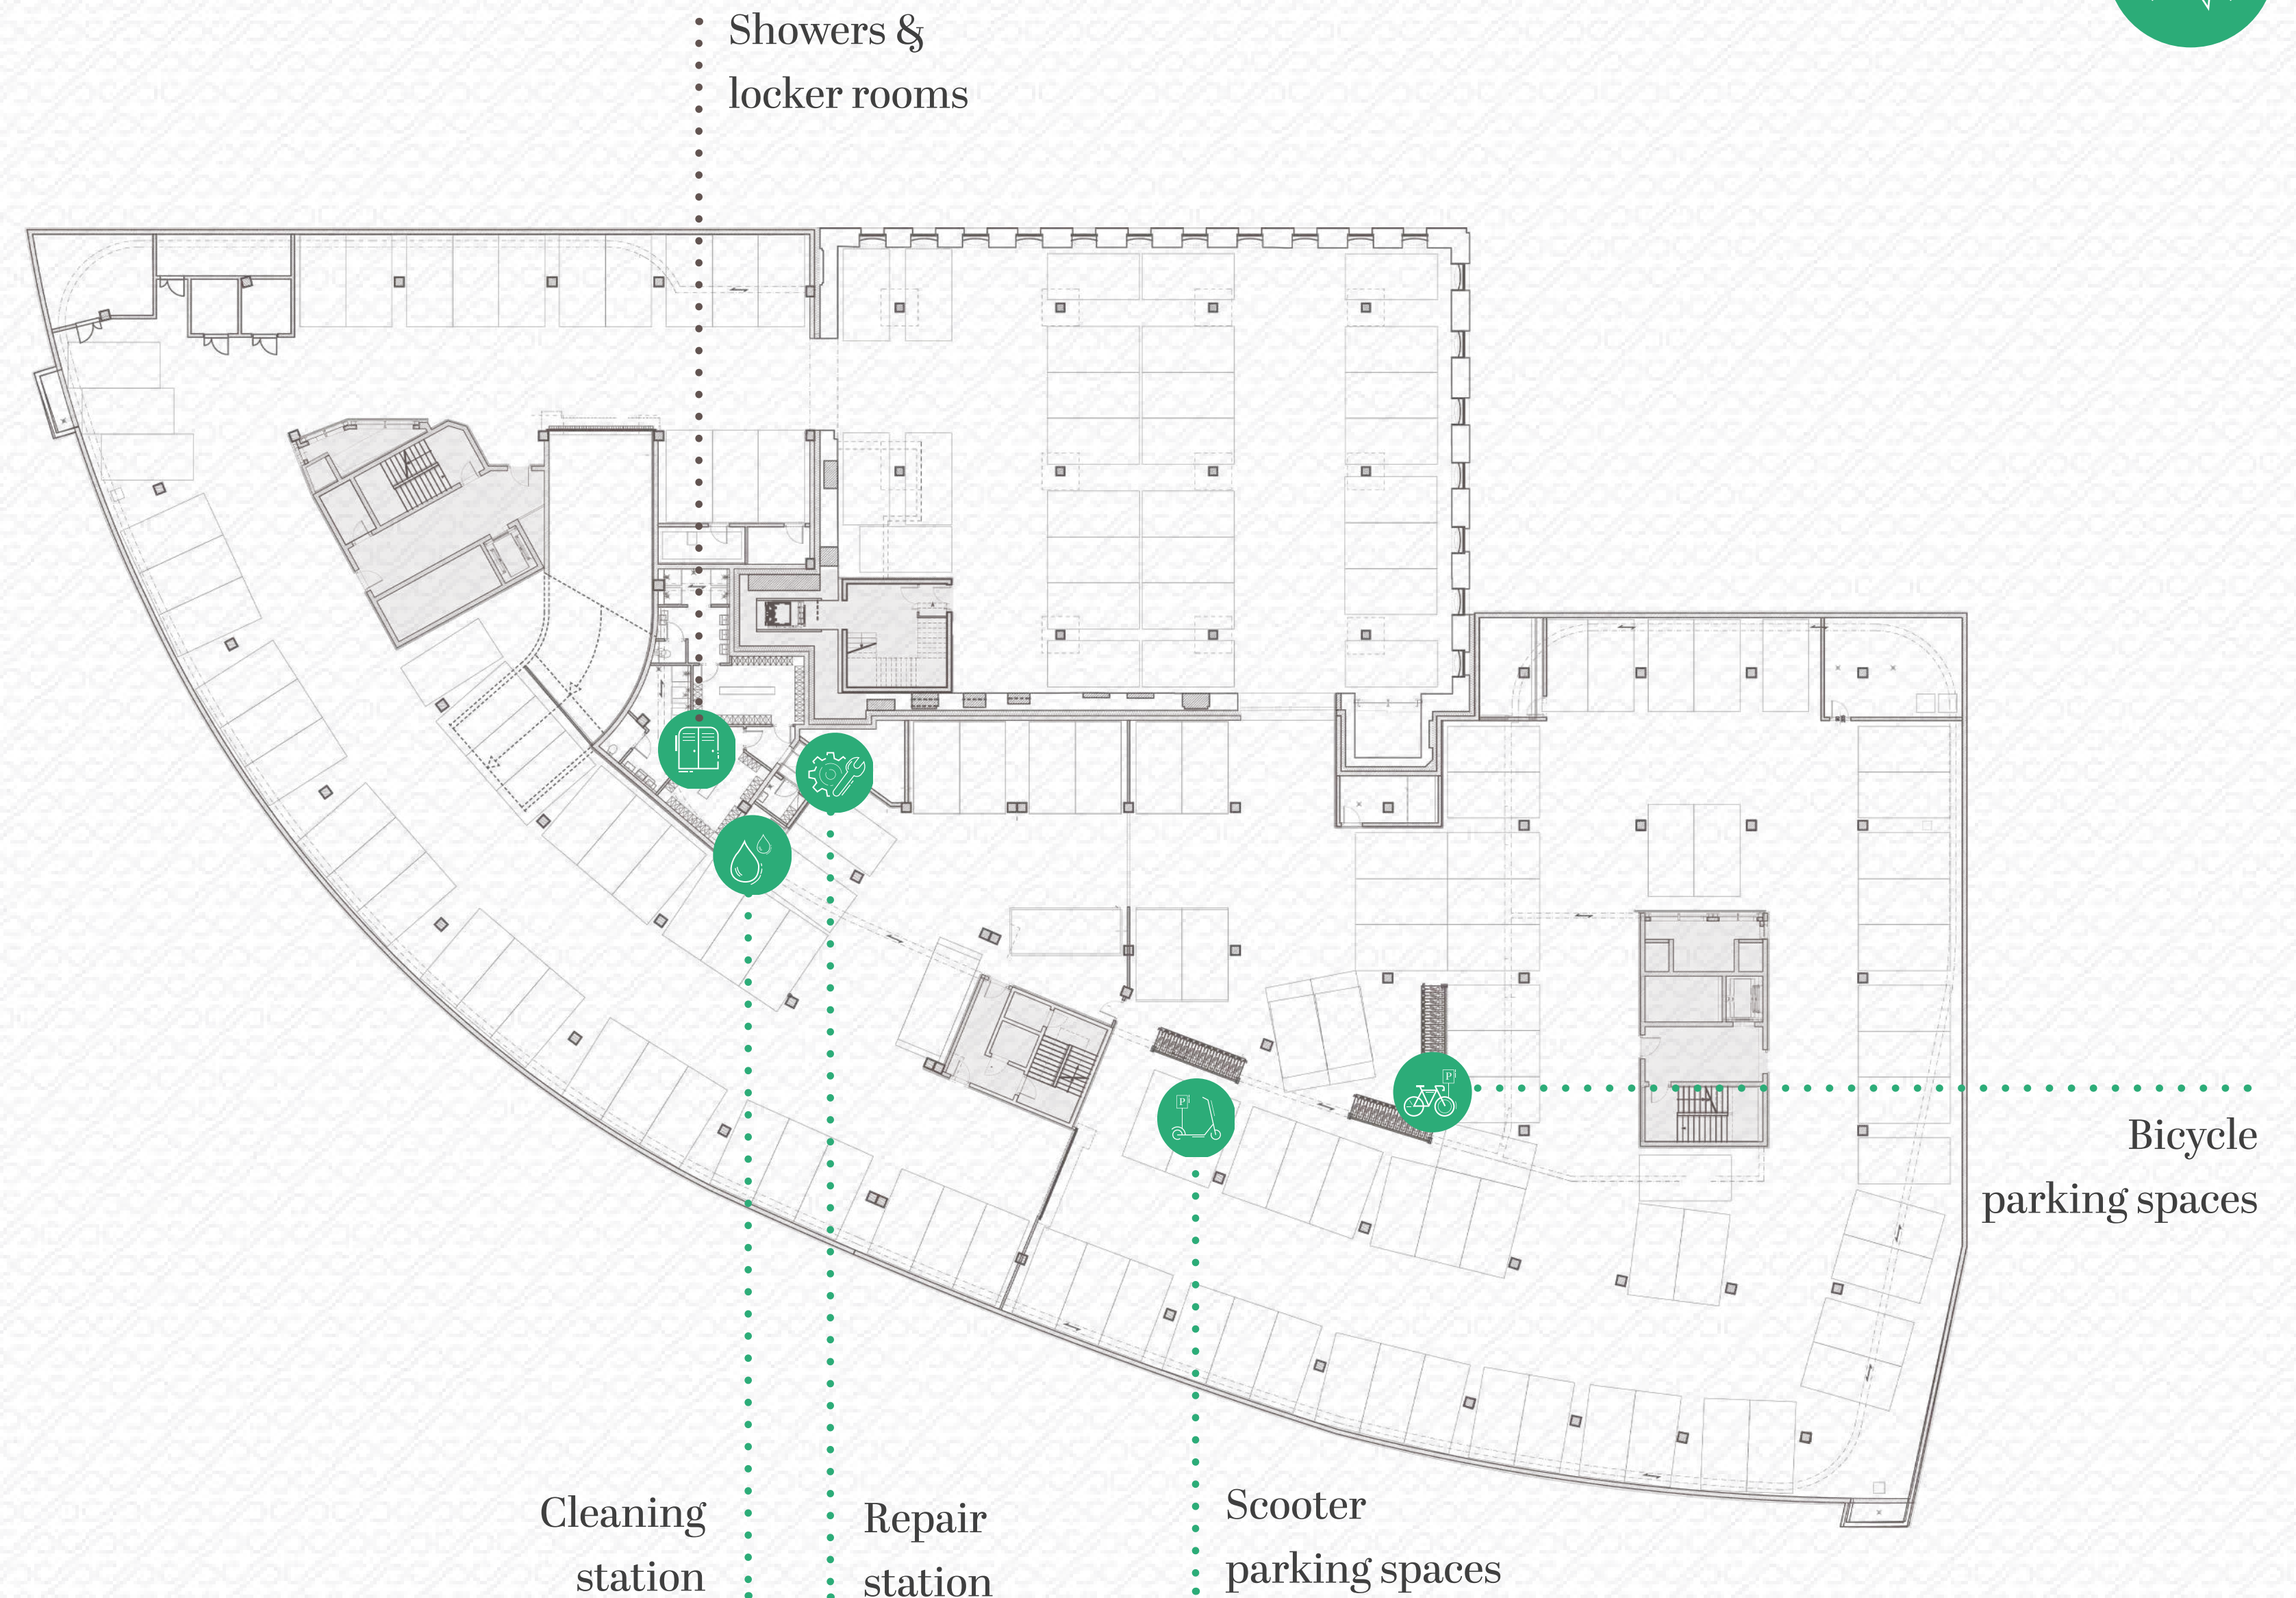 Showers &
locker rooms
P
P
Bicycle
parking spaces
Cleaning
station
Repair
station
Scooter
parking spaces